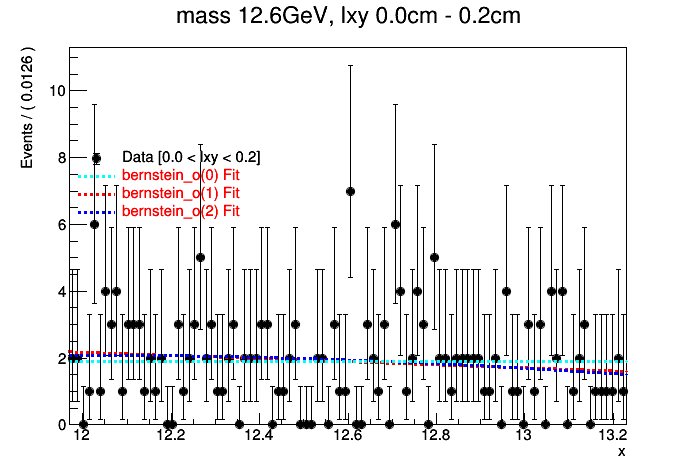 mass 12.6GeV, lxy 0.0cm - 0.2cm
Events / ( 0.0126 )
10
8
6
4
2
0
Data [0.0 < lxy < 0.2]
bernstein_o(0) Fit
bernstein_o(1) Fit
bernstein_o(2) Fit
12 12.2 12.4 12.6 12.8 13 13.2
x